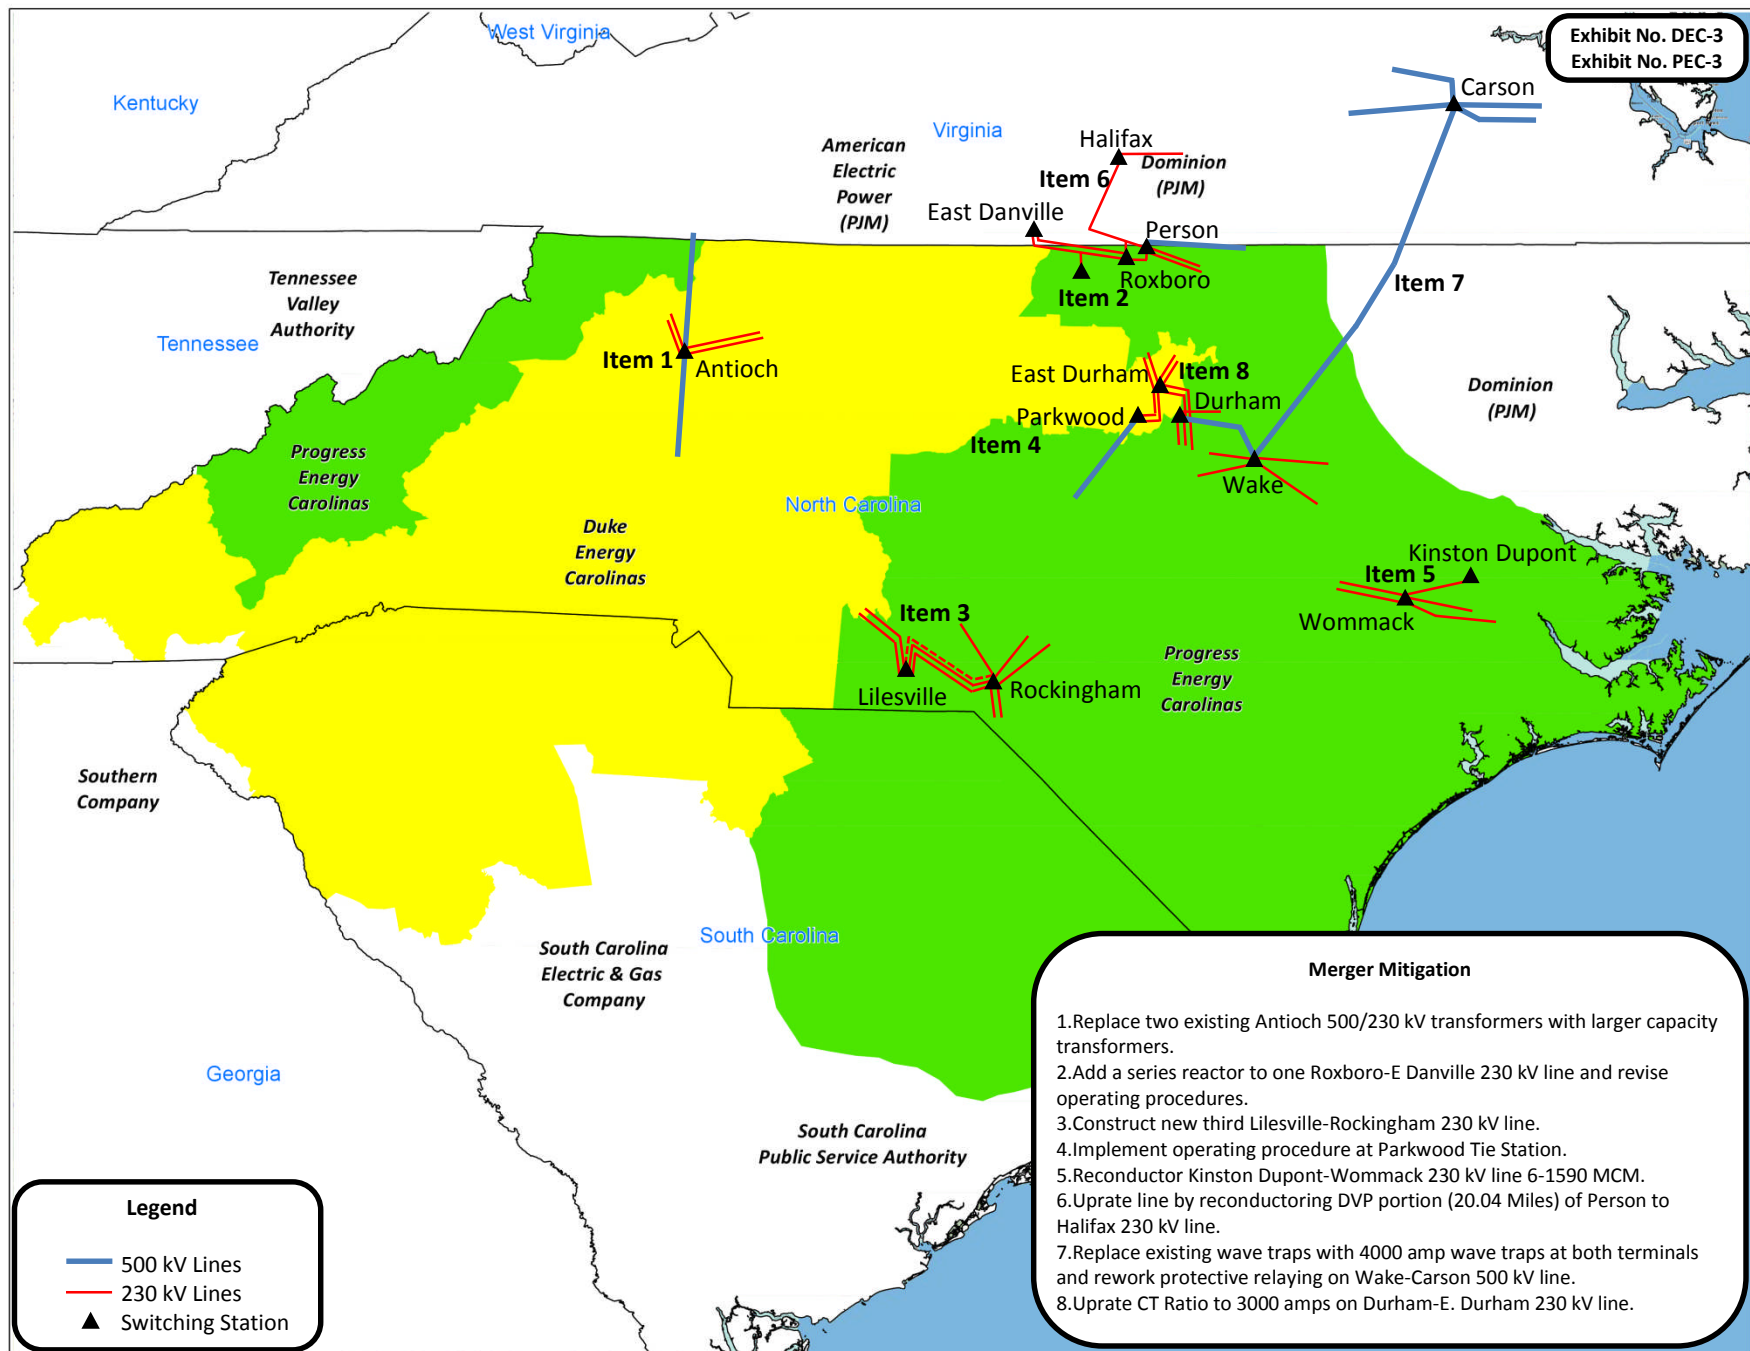 Exhibit No. DEC-3
Exhibit No. PEC-3
West Virginia
Kentucky
Virginia
Carson
Halifax
American
Electric
Power
(PJM)
Dominion
(PJM)
Item 6
East Danville
Person
Roxboro
Item 2
Item 7
Tennessee
Valley
Authority
Tennessee
Item 1
Antioch
East Durham
Item 8
Durham
Parkwood
Item 4
Wake
Dominion
(PJM)
Progress
Energy
Carolinas
North Carolina
Duke
Energy
Carolinas
Kinston Dupont
Item 5
Wommack
Item 3
Lilesville
Rockingham
Progress
Energy
Carolinas
Southern
Company
South Carolina
South Carolina
Electric & Gas
Company
Georgia
South Carolina
Public Service Authority
Legend
500 kV Lines
230 kV Lines
Switching Station
Merger Mitigation
1.Replace two existing Antioch 500/230 kV transformers with larger capacity
transformers.
2.Add a series reactor to one Roxboro-E Danville 230 kV line and revise
operating procedures.
3.Construct new third Lilesville-Rockingham 230 kV line.
4.Implement operating procedure at Parkwood Tie Station.
5.Reconductor Kinston Dupont-Wommack 230 kV line 6-1590 MCM.
6.Uprate line by reconductoring DVP portion (20.04 Miles) of Person to
Halifax 230 kV line.
7.Replace existing wave traps with 4000 amp wave traps at both terminals
and rework protective relaying on Wake-Carson 500 kV line.
8.Uprate CT Ratio to 3000 amps on Durham-E. Durham 230 kV line.